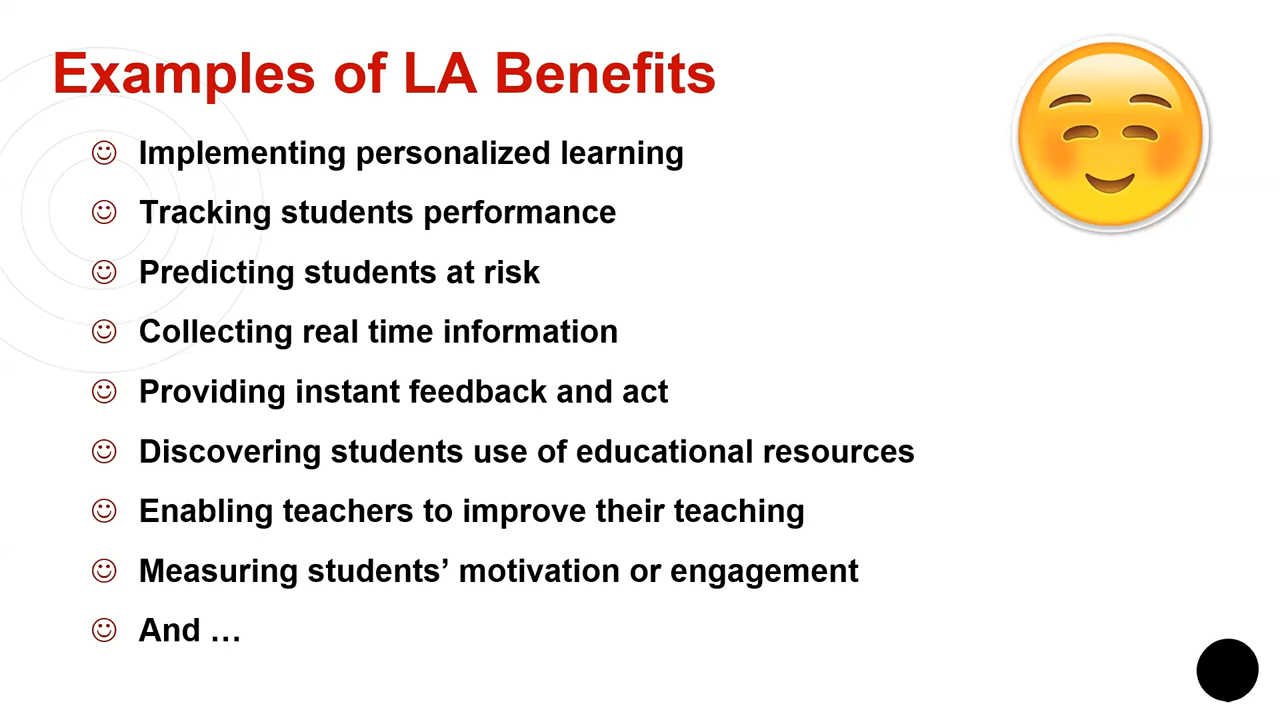 Examples of LA Benefits
Implementing personalized learning
Tracking students performance
Predicting students at risk
Collecting real time information
Providing instant feedback and act
Discovering students use of educational resources
Enabling teachers to improve their teaching
Measuring students’ motivation or engagement
And …